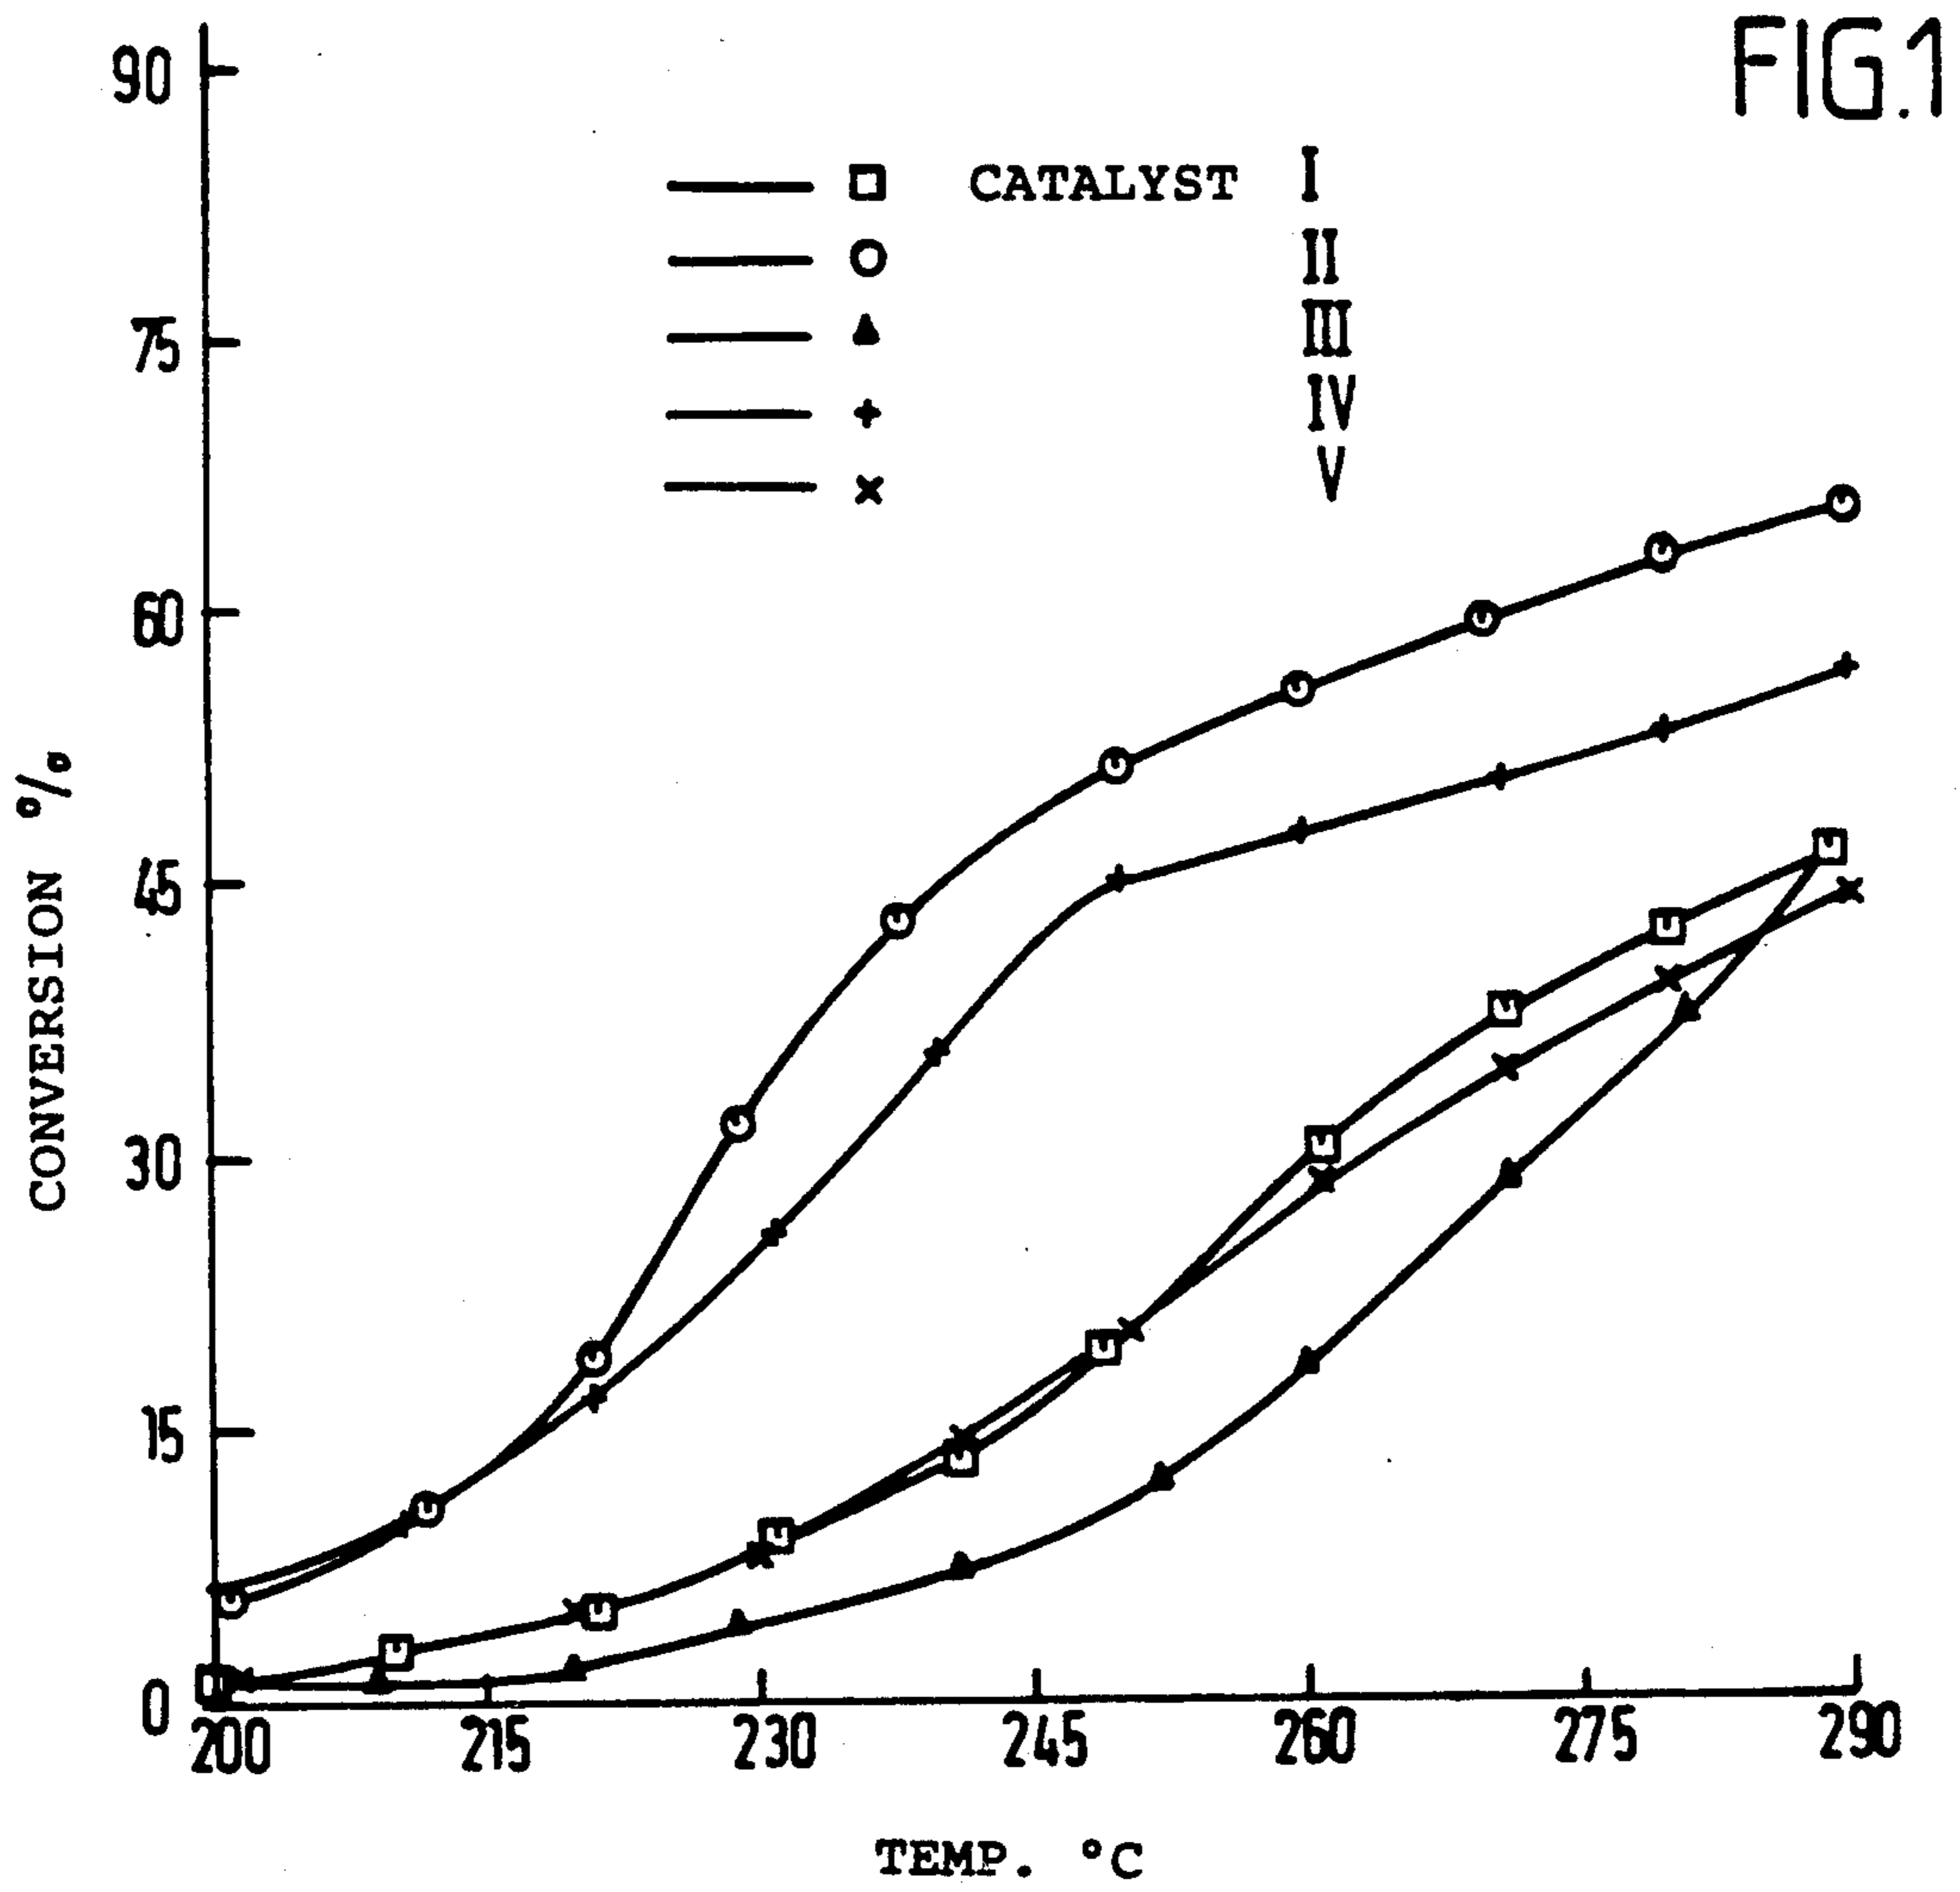 FIG.1
90
75
60
45
30
15
0
CONVERSION %
CATALYST I
II
III
IV
V
200 215 230 245 260 275 290
TEMP. °C